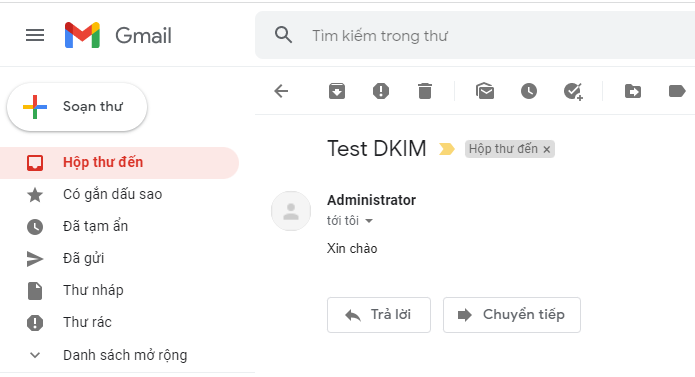 Gmail
Tìm kiếm trong thư
Soạn thư
Hộp thư đến
Có gắn dấu sao
Đã tạm ẩn
Đã gửi
Thư nháp
Thư rác
Danh sách mở rộng
Test DKIM Hộp thư đến ×
Administrator
tới tôi
Xin chào
Trả lời Chuyển tiếp